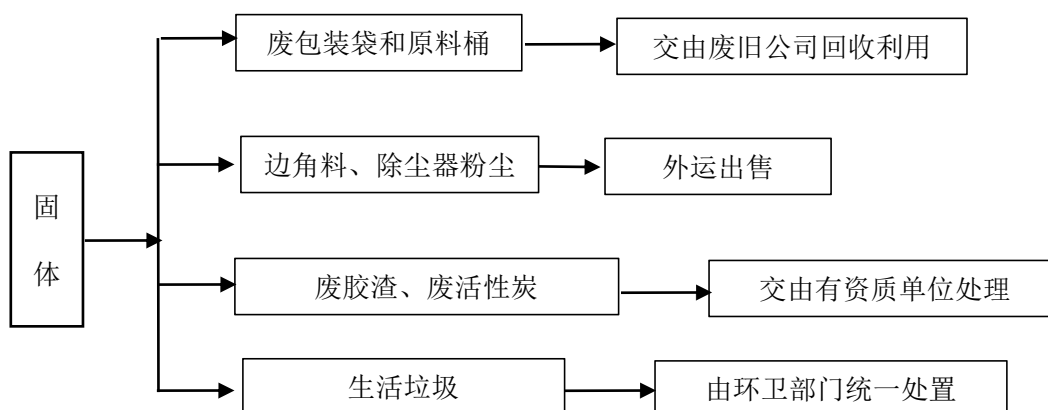 固
体
废包装袋和原料桶
交由废旧公司回收利用
边角料、除尘器粉尘
外运出售
废胶渣、废活性炭
交由有资质单位处理
生活垃圾
由环卫部门统一处置